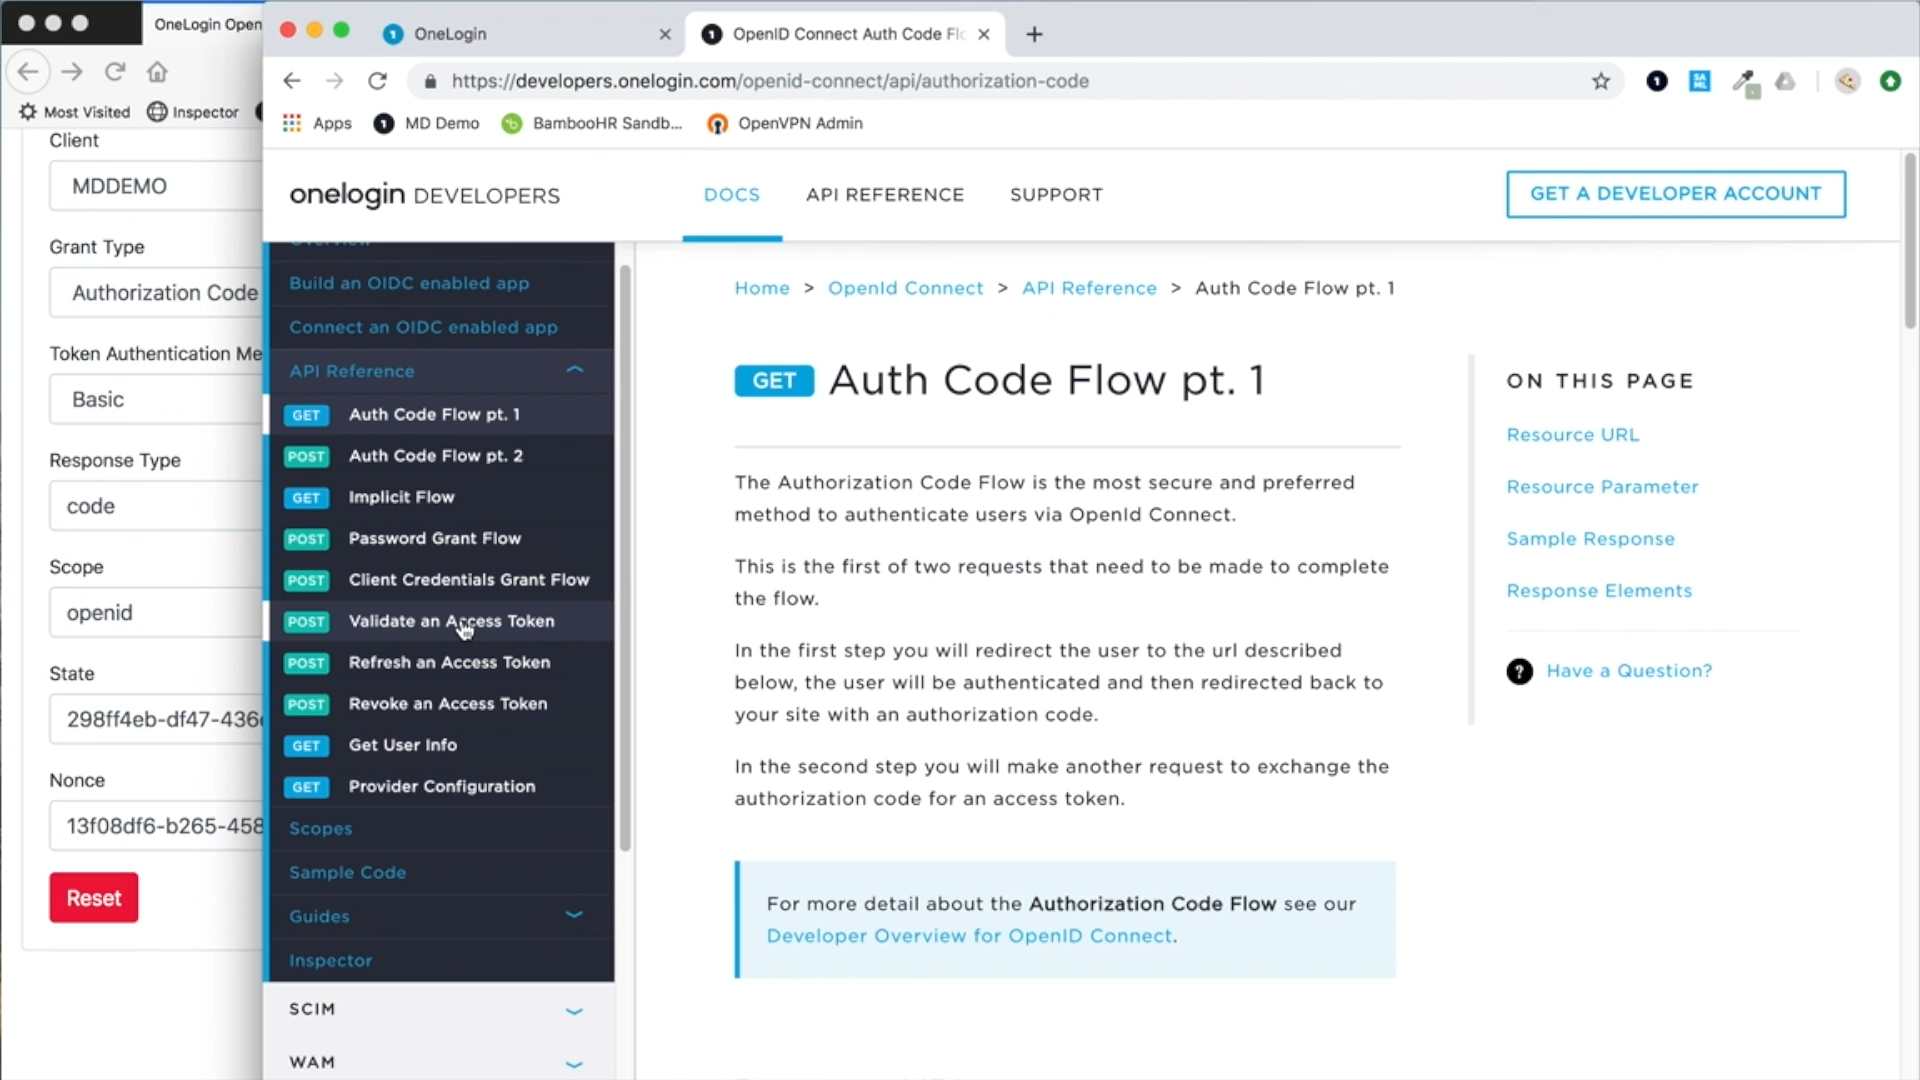 OneLogin Open
Most Visited
Inspector
Client
MDDEMO
Grant Type
Authorization Code
Token Authentication Me
Basic
Response Type
code
Scope
openid
State
298ff4eb-df47-436
Nonce
13f08df6-b265-458
Reset
OneLogin
OpenID Connect Auth Code Flo
https://developers.onelogin.com/openid-connect/api/authorization-code
Apps
MD Demo
BambooHR Sandb...
OpenVPN Admin
onelogin DEVELOPERS
DOCS
API REFERENCE
SUPPORT
GET A DEVELOPER ACCOUNT
Overview
Build an OIDC enabled app
Connect an OIDC enabled app
API Reference
GET Auth Code Flow pt. 1
POST Auth Code Flow pt. 2
GET Implicit Flow
POST Password Grant Flow
POST Client Credentials Grant Flow
POST Validate an Access Token
POST Refresh an Access Token
POST Revoke an Access Token
GET Get User Info
GET Provider Configuration
Scopes
Sample Code
Guides
Inspector
SCIM
WAM
Home > OpenId Connect > API Reference > Auth Code Flow pt. 1
GET Auth Code Flow pt. 1
The Authorization Code Flow is the most secure and preferred
method to authenticate users via OpenId Connect.
This is the first of two requests that need to be made to complete
the flow.
In the first step you will redirect the user to the url described
below, the user will be authenticated and then redirected back to
your site with an authorization code.
In the second step you will make another request to exchange the
authorization code for an access token.
For more detail about the Authorization Code Flow see our
Developer Overview for OpenID Connect.
ON THIS PAGE
Resource URL
Resource Parameter
Sample Response
Response Elements
? Have a Question?